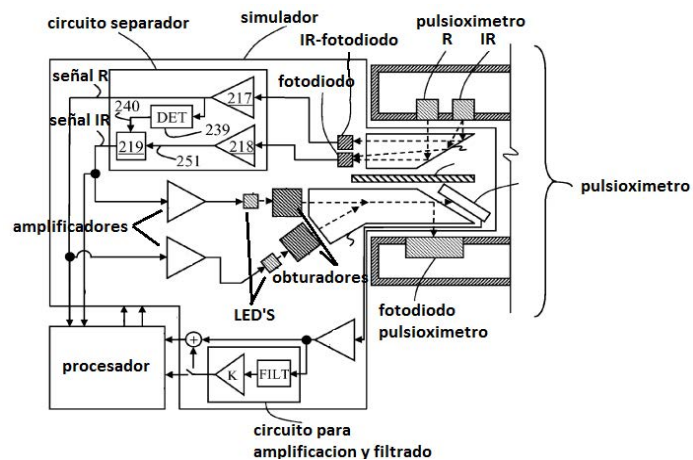 circuito separador
simulador
pulsioximetro
R IR
IR-fotodiodo
fotodiodo
señal R
240
217
DET
señal IR
239
219
218
251
pulsioximetro
amplificadores
obturadores
LED'S
fotodiodo
pulsioximetro
procesador
+
K
FILT
circuito para
amplificacion y filtrado